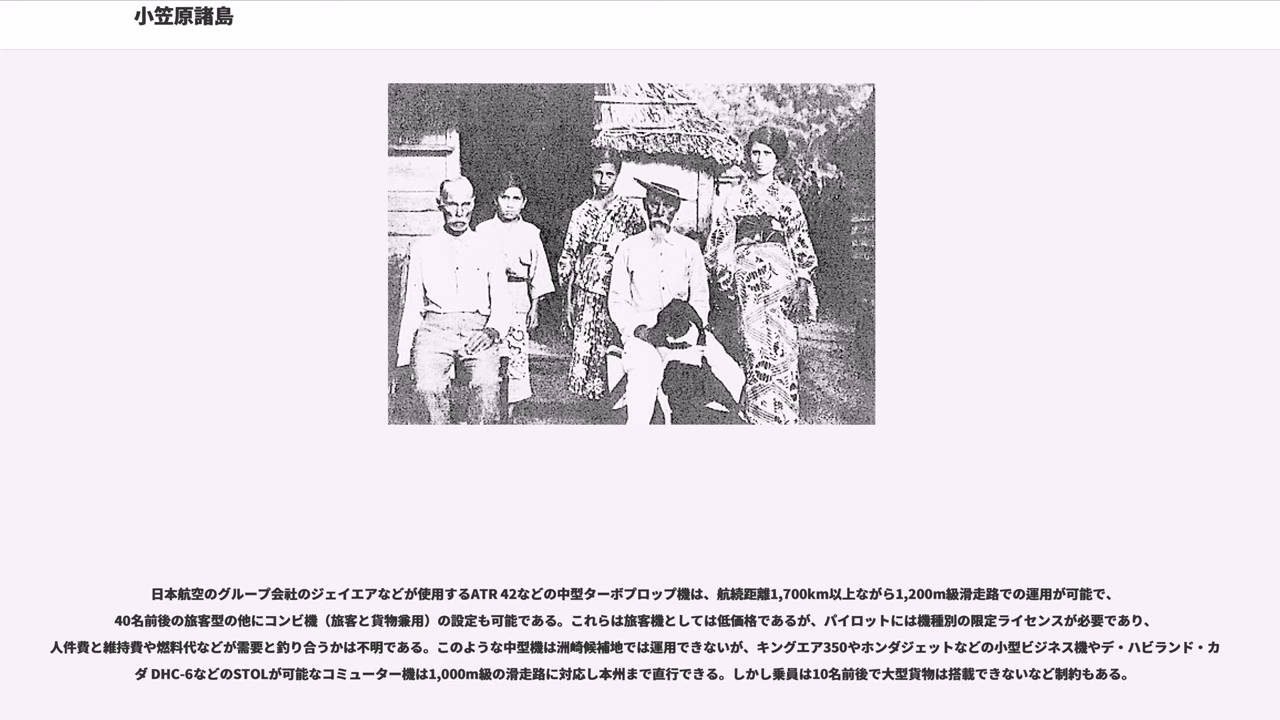 小笠原諸島
日本航空のグループ会社のジェイエアなどが使用するATR 42などの中型ターボプロップ機は、航続距離1,700km以上ながら1,200m級滑走路での運用が可能で、
40名前後の旅客型の他にコンビ機（旅客と貨物兼用）の設定も可能である。これらは旅客機としては低価格であるが、パイロットには機種別の限定ライセンスが必要であり、
人件費と維持費や燃料代などが需要と釣り合うかは不明である。このような中型機は洲崎候補地では運用できないが、キングエア350やホンダジェットなどの小型ビジネス機やデ・ハビランド・カ
ダ DHC-6などのSTOLが可能なコミューター機は1,000m級の滑走路に対応し本州まで直行できる。しかし乗員は10名前後で大型貨物は搭載できないなど制約もある。